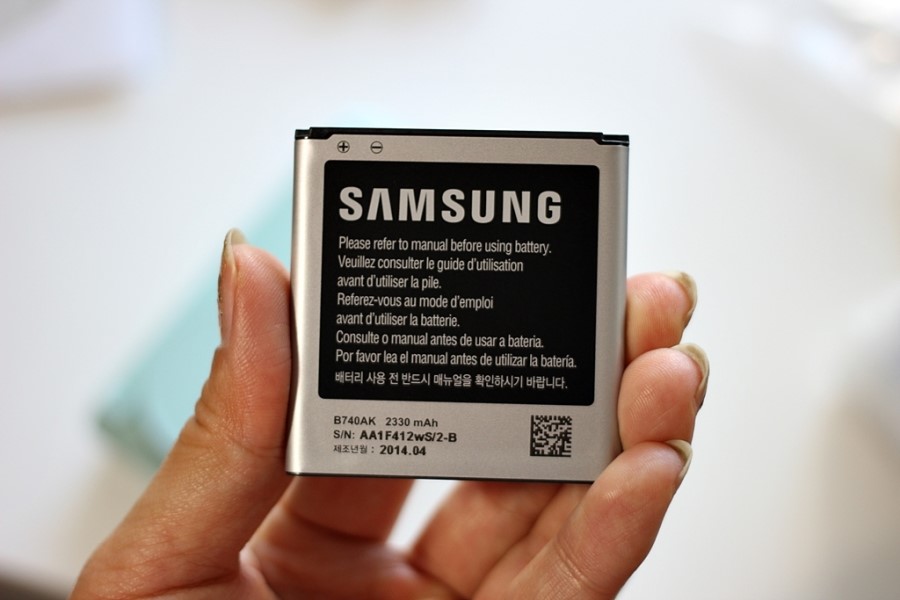 SAMSUNG
Please refer to manual before using battery.
Veuillez consulter le guide d'utilisation
avant d'utiliser la pile.
Referez-vous au mode d'emploi
avant d'utiliser la batterie.
Consulte o manual antes de usar a bateria.
Por favor lea el manual antes de utilizar la batería.
배터리 사용 전 반드시 매뉴얼을 확인하시기 바랍니다.
B740AK 2330 mAh
S/N: AA1F412wS/2-B
제조년월 : 2014.04